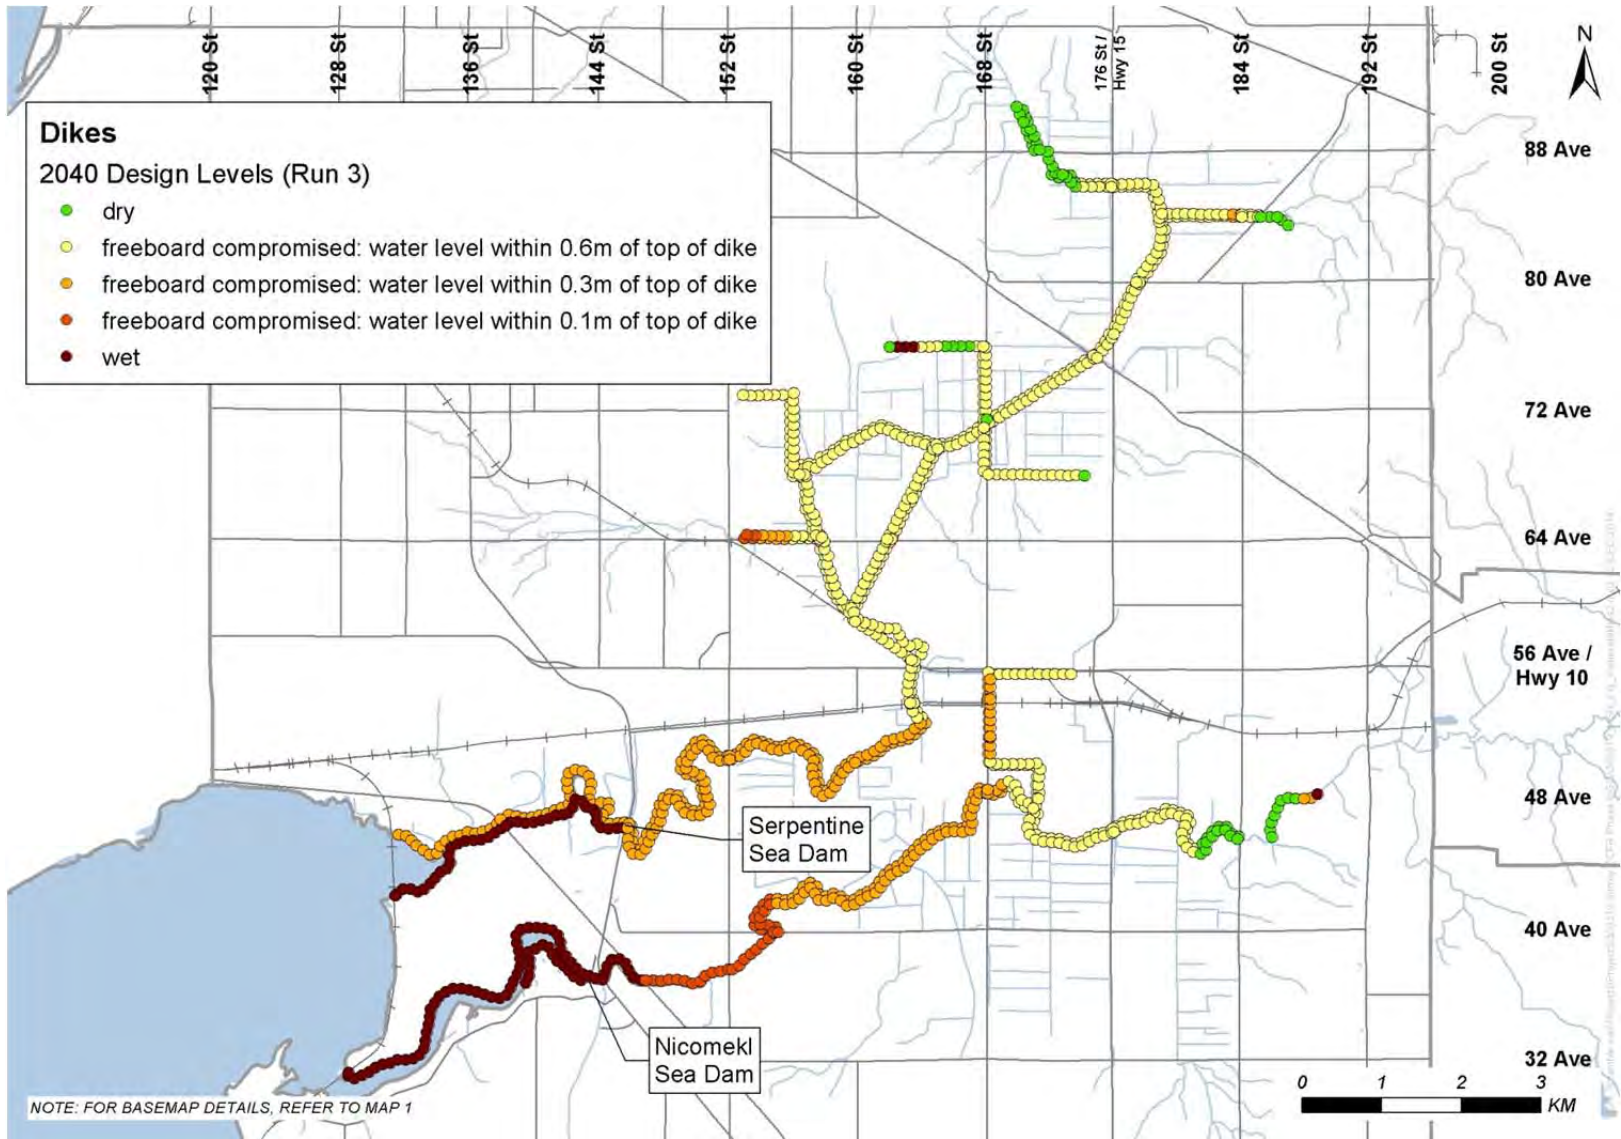 120 St
128 St
136 St
144 St
152 St
160 St
168 St
176 St /
Hwy 15
184 St
192 St
200 St
N
Dikes
2040 Design Levels (Run 3)
dry
freeboard compromised: water level within 0.6m of top of dike
freeboard compromised: water level within 0.3m of top of dike
freeboard compromised: water level within 0.1m of top of dike
wet
88 Ave
80 Ave
72 Ave
64 Ave
56 Ave /
Hwy 10
48 Ave
Serpentine
Sea Dam
40 Ave
Nicomekl
Sea Dam
32 Ave
0 1 2 3
KM
NOTE: FOR BASEMAP DETAILS, REFER TO MAP 1